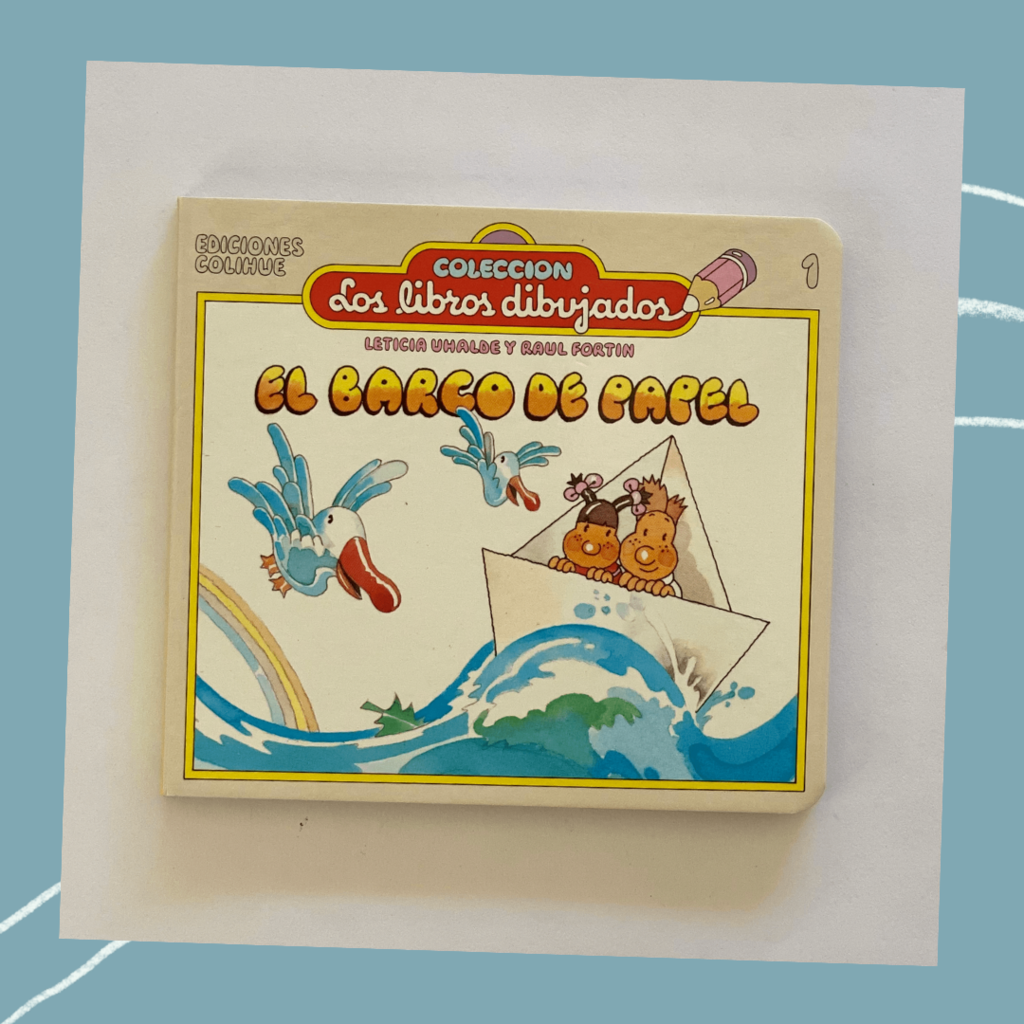 EDICIONES
COLIHUE
COLECCION
Los libros dibujados
1
LETICIA UHALDE Y RAUL FORTIN
EL BARCO DE PAPEL